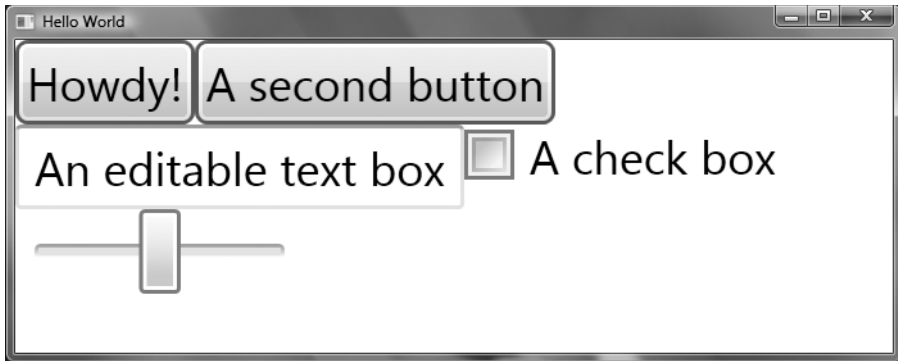 Hello World
Howdy! A second button
An editable text box A check box